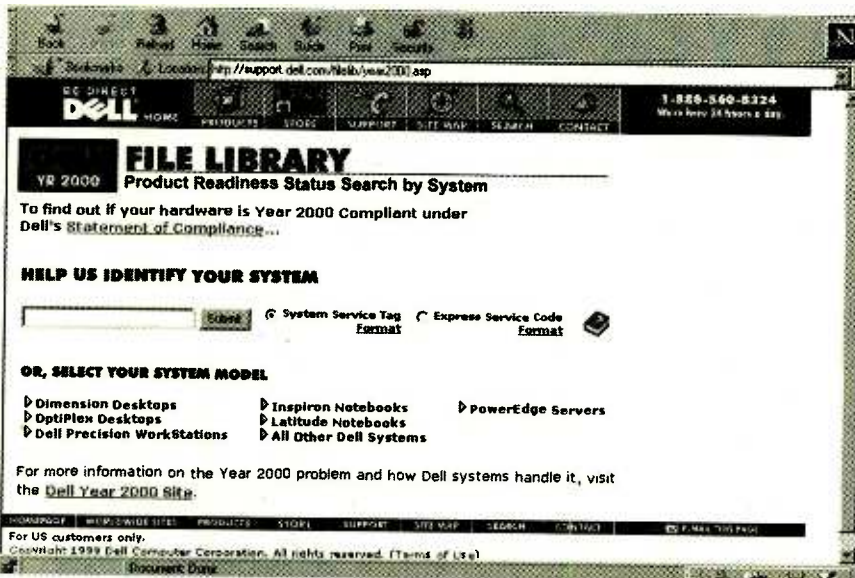 Back Reload Home Search Guide Print Security
N
Bookmarks Location: http://support.dell.com/filelib/year2000.asp
DELL HOME
PRODUCTS STORE SUPPORT SITE MAP SEARCH CONTACT
1-888-560-8324
We're here 24 hours a day.
YR 2000
FILE LIBRARY
Product Readiness Status Search by System
To find out if your hardware is Year 2000 Compliant under
Dell's Statement of Compliance...
HELP US IDENTIFY YOUR SYSTEM
Submit System Service Tag Express Service Code
Format Format
OR, SELECT YOUR SYSTEM MODEL
Dimension Desktops Inspiron Notebooks PowerEdge Servers
OptiPlex Desktops Latitude Notebooks
Dell Precision WorkStations All Other Dell Systems
For more information on the Year 2000 problem and how Dell systems handle it, visit
the Dell Year 2000 Site.
HOMEPAGE WORLDWIDE SITES PRODUCTS STORE SUPPORT SITE MAP SEARCH CONTACT E-MAIL THIS PAGE
For US customers only.
Copyright 1999 Dell Computer Corporation. All rights reserved. (Terms of Use)
Document: Done